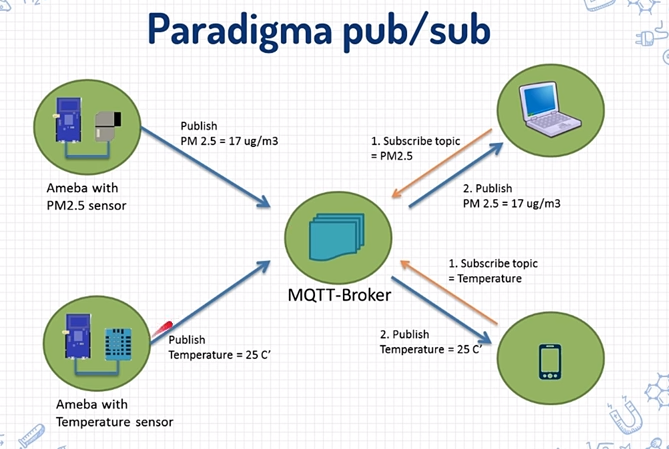 Paradigma pub/sub
Publish
PM 2.5 = 17 ug/m3
Ameba with
PM2.5 sensor
1. Subscribe topic
= PM2.5
2. Publish
PM 2.5 = 17 ug/m3
MQTT-Broker
1. Subscribe topic
= Temperature
Publish
Temperature = 25 C'
2. Publish
Temperature = 25 C'
Ameba with
Temperature sensor